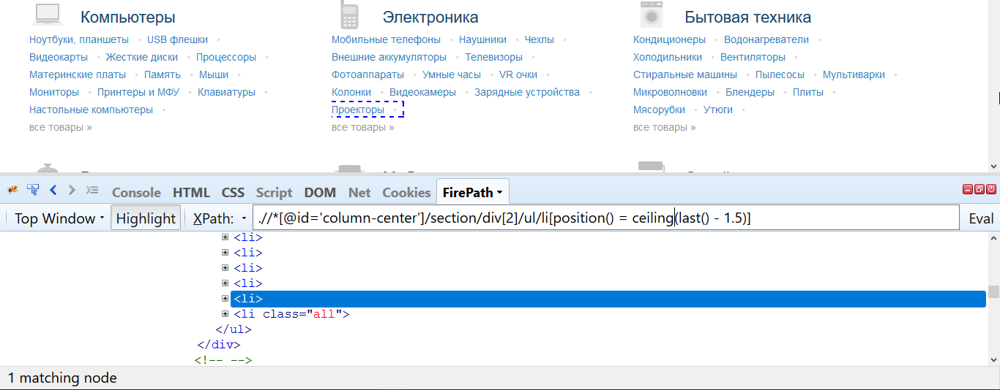 Компьютеры
Ноутбуки, планшеты • USB флешки •
Видеокарты • Жесткие диски • Процессоры •
Материнские платы • Память • Мыши •
Мониторы • Принтеры и МФУ • Клавиатуры •
Настольные компьютеры •
все товары »
Электроника
Мобильные телефоны • Наушники • Чехлы •
Внешние аккумуляторы • Телевизоры •
Фотоаппараты • Умные часы • VR очки •
Колонки • Видеокамеры • Зарядные устройства •
Проекторы •
все товары »
Бытовая техника
Кондиционеры • Водонагреватели •
Холодильники • Вентиляторы •
Стиральные машины • Пылесосы • Мультиварки •
Микроволновки • Блендеры • Плиты •
Мясорубки • Утюги •
все товары »
Console HTML CSS Script DOM Net Cookies FirePath
Top Window Highlight XPath: .//*[@id='column-center']/section/div[2]/ul/li[position() = ceiling(last() - 1.5)] Eval
<li>
<li>
<li>
<li>
<li>
<li class="all">
</ul>
</div>
<!-- -->
1 matching node